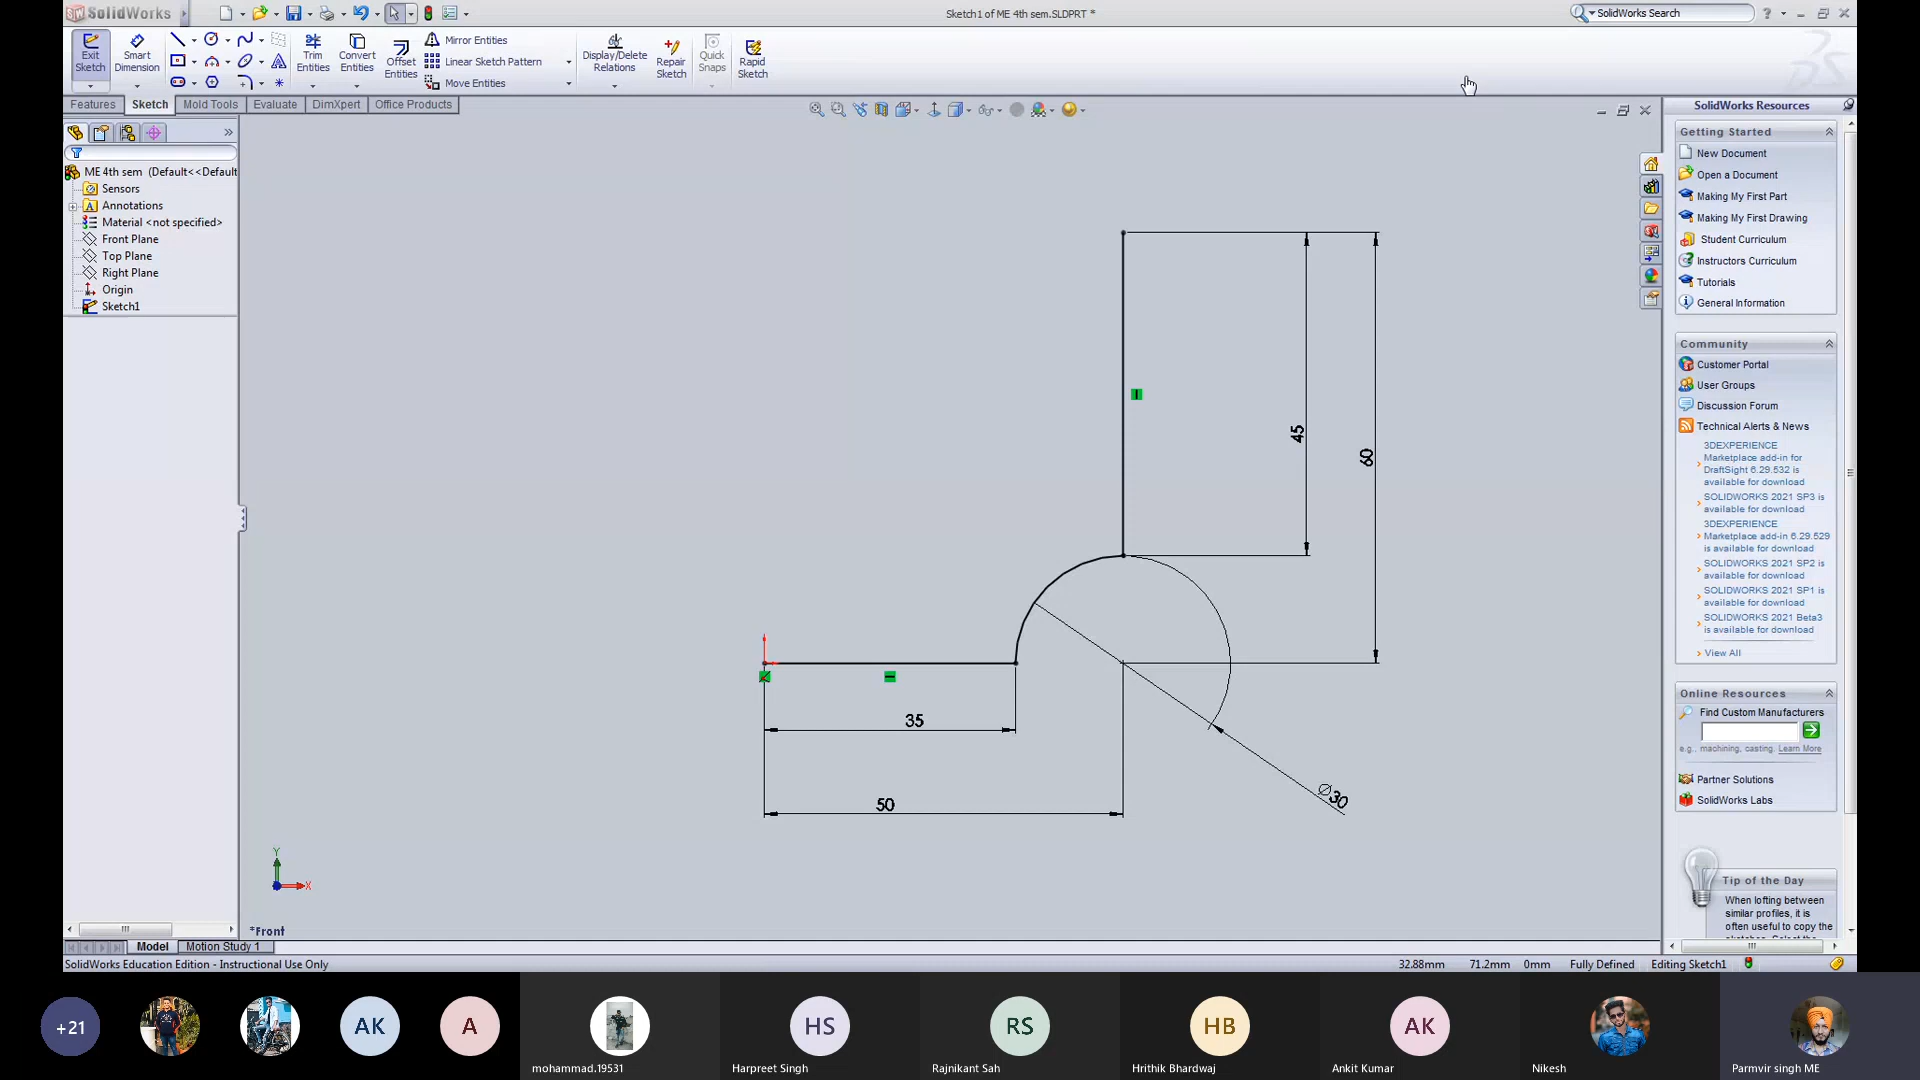 SolidWorks
Sketch1 of ME 4th sem.SLDPRT *
SolidWorks Search
Exit Sketch
Smart Dimension
Trim Entities
Convert Entities
Offset Entities
Mirror Entities
Linear Sketch Pattern
Move Entities
Display/Delete Relations
Repair Sketch
Quick Snaps
Rapid Sketch
Features Sketch Mold Tools Evaluate DimXpert Office Products
ME 4th sem (Default<<Default
Sensors
Annotations
Material <not specified>
Front Plane
Top Plane
Right Plane
Origin
Sketch1
45
60
35
50
Ø30
Y
X
*Front
SolidWorks Resources
Getting Started
New Document
Open a Document
Making My First Part
Making My First Drawing
Student Curriculum
Instructors Curriculum
Tutorials
General Information
Community
Customer Portal
User Groups
Discussion Forum
Technical Alerts & News
3DEXPERIENCE
Marketplace add-in for
DraftSight 6.29.532 is
available for download
SOLIDWORKS 2021 SP3 is
available for download
3DEXPERIENCE
Marketplace add-in 6.29.529
is available for download
SOLIDWORKS 2021 SP2 is
available for download
SOLIDWORKS 2021 SP1 is
available for download
SOLIDWORKS 2021 Beta3
is available for download
View All
Online Resources
Find Custom Manufacturers
e.g., machining, casting. Learn More
Partner Solutions
SolidWorks Labs
Tip of the Day
When lofting between
similar profiles, it is
often useful to copy the
Model Motion Study 1
SolidWorks Education Edition - Instructional Use Only
32.88mm 71.2mm 0mm Fully Defined Editing Sketch1
+21
AK
A
HS
RS
HB
AK
mohammad.19531 Harpreet Singh Rajnikant Sah Hrithik Bhardwaj Ankit Kumar Nikesh Parmvir singh ME